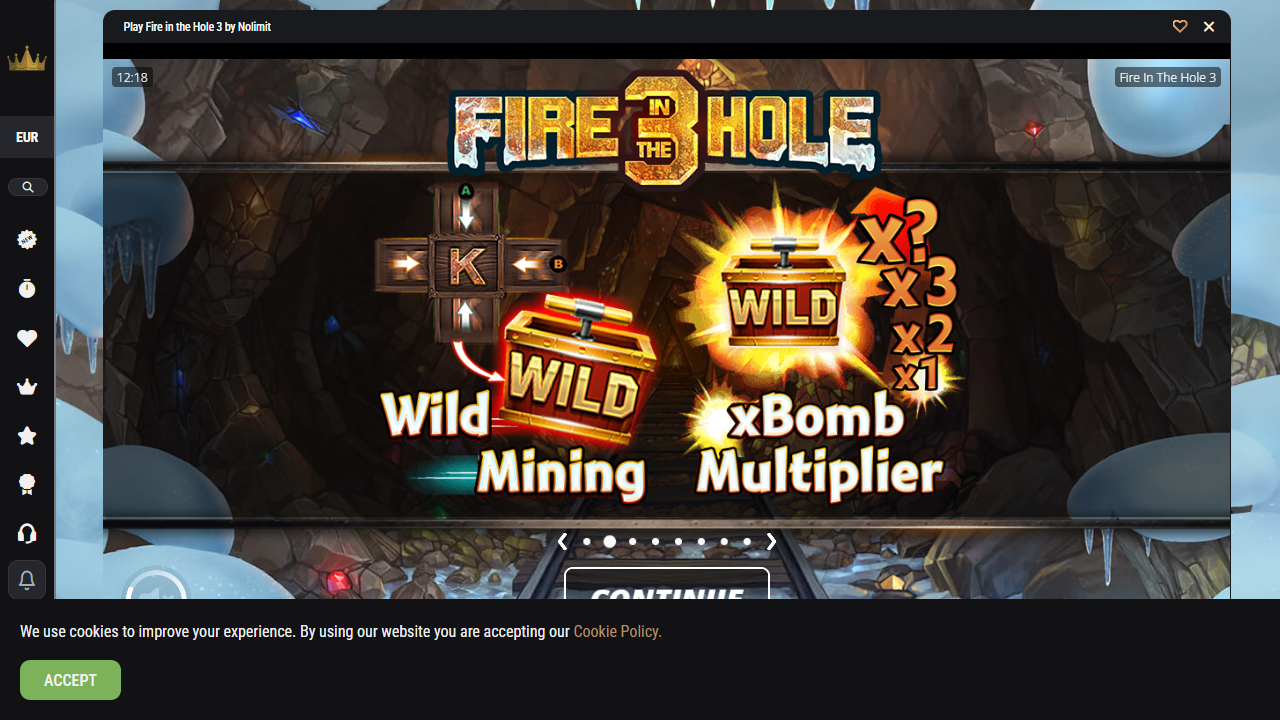 Play Fire in the Hole 3 by Nolimit
12:18
Fire In The Hole 3
FIRE IN THE 3 HOLE
EUR
NEW
A
K
B
WILD
Wild
Mining
WILD
x?
x3
x2
x1
xBomb
Multiplier
CONTINUE
We use cookies to improve your experience. By using our website you are accepting our Cookie Policy.
ACCEPT